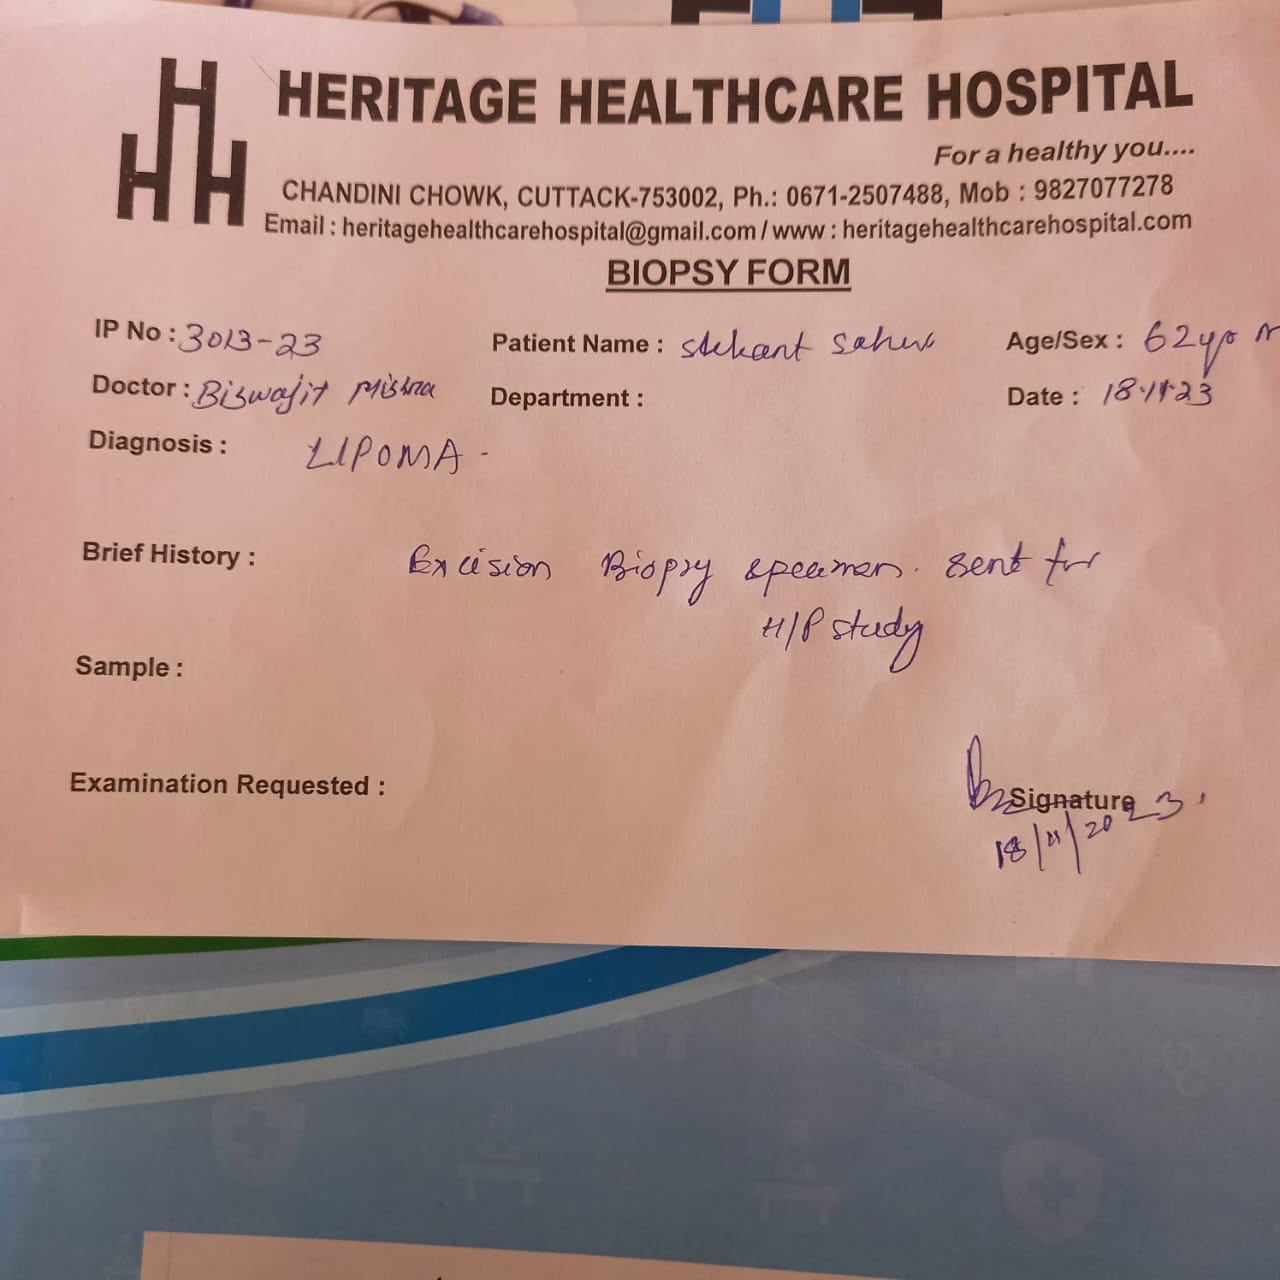 HERITAGE HEALTHCARE HOSPITAL
For a healthy you....
CHANDINI CHOWK, CUTTACK-753002, Ph.: 0671-2507488, Mob : 9827077278
Email : heritagehealthcarehospital@gmail.com / www : heritagehealthcarehospital.com
BIOPSY FORM
IP No : 3013-23 Patient Name : Sahu Age/Sex : 62 yrs M
Doctor : Biswajit Mishra Department : Date : 18.11.23
Diagnosis : LIPOMA -
Brief History : Excision Biopsy specimen. sent for
H/P study
Sample :
Examination Requested :
Signature
18/11/2023